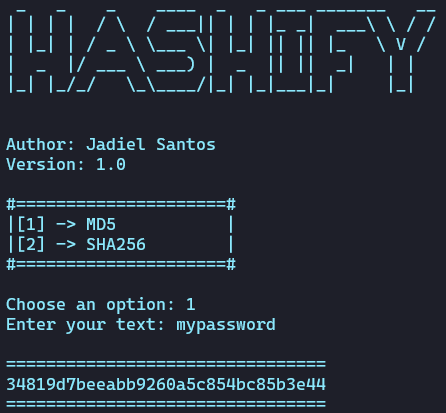 HASHIFY
Author: Jadiel Santos
Version: 1.0
#=====================#
|[1] -> MD5           |
|[2] -> SHA256        |
#=====================#
Choose an option: 1
Enter your text: mypassword
================================
34819d7beeabb9260a5c854bc85b3e44
================================